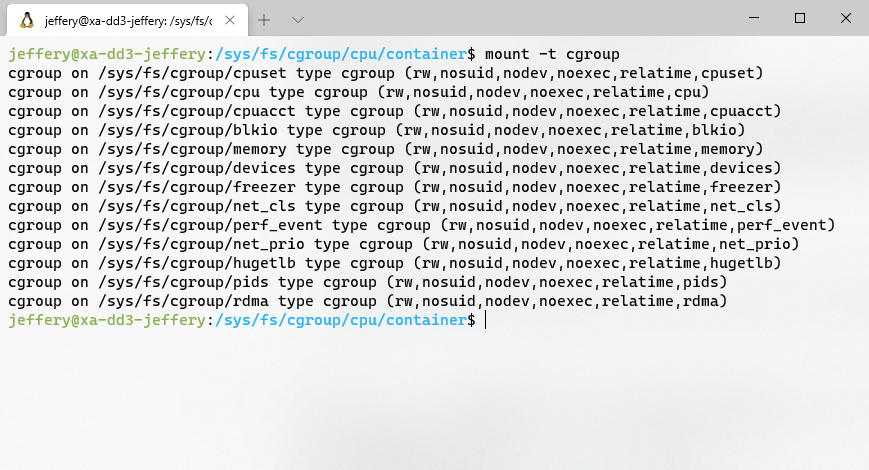 jeffery@xa-dd3-jeffery: /sys/fs/c
jeffery@xa-dd3-jeffery:/sys/fs/cgroup/cpu/container$ mount -t cgroup
cgroup on /sys/fs/cgroup/cpuset type cgroup (rw,nosuid,nodev,noexec,relatime,cpuset)
cgroup on /sys/fs/cgroup/cpu type cgroup (rw,nosuid,nodev,noexec,relatime,cpu)
cgroup on /sys/fs/cgroup/cpuacct type cgroup (rw,nosuid,nodev,noexec,relatime,cpuacct)
cgroup on /sys/fs/cgroup/blkio type cgroup (rw,nosuid,nodev,noexec,relatime,blkio)
cgroup on /sys/fs/cgroup/memory type cgroup (rw,nosuid,nodev,noexec,relatime,memory)
cgroup on /sys/fs/cgroup/devices type cgroup (rw,nosuid,nodev,noexec,relatime,devices)
cgroup on /sys/fs/cgroup/freezer type cgroup (rw,nosuid,nodev,noexec,relatime,freezer)
cgroup on /sys/fs/cgroup/net_cls type cgroup (rw,nosuid,nodev,noexec,relatime,net_cls)
cgroup on /sys/fs/cgroup/perf_event type cgroup (rw,nosuid,nodev,noexec,relatime,perf_event)
cgroup on /sys/fs/cgroup/net_prio type cgroup (rw,nosuid,nodev,noexec,relatime,net_prio)
cgroup on /sys/fs/cgroup/hugetlb type cgroup (rw,nosuid,nodev,noexec,relatime,hugetlb)
cgroup on /sys/fs/cgroup/pids type cgroup (rw,nosuid,nodev,noexec,relatime,pids)
cgroup on /sys/fs/cgroup/rdma type cgroup (rw,nosuid,nodev,noexec,relatime,rdma)
jeffery@xa-dd3-jeffery:/sys/fs/cgroup/cpu/container$